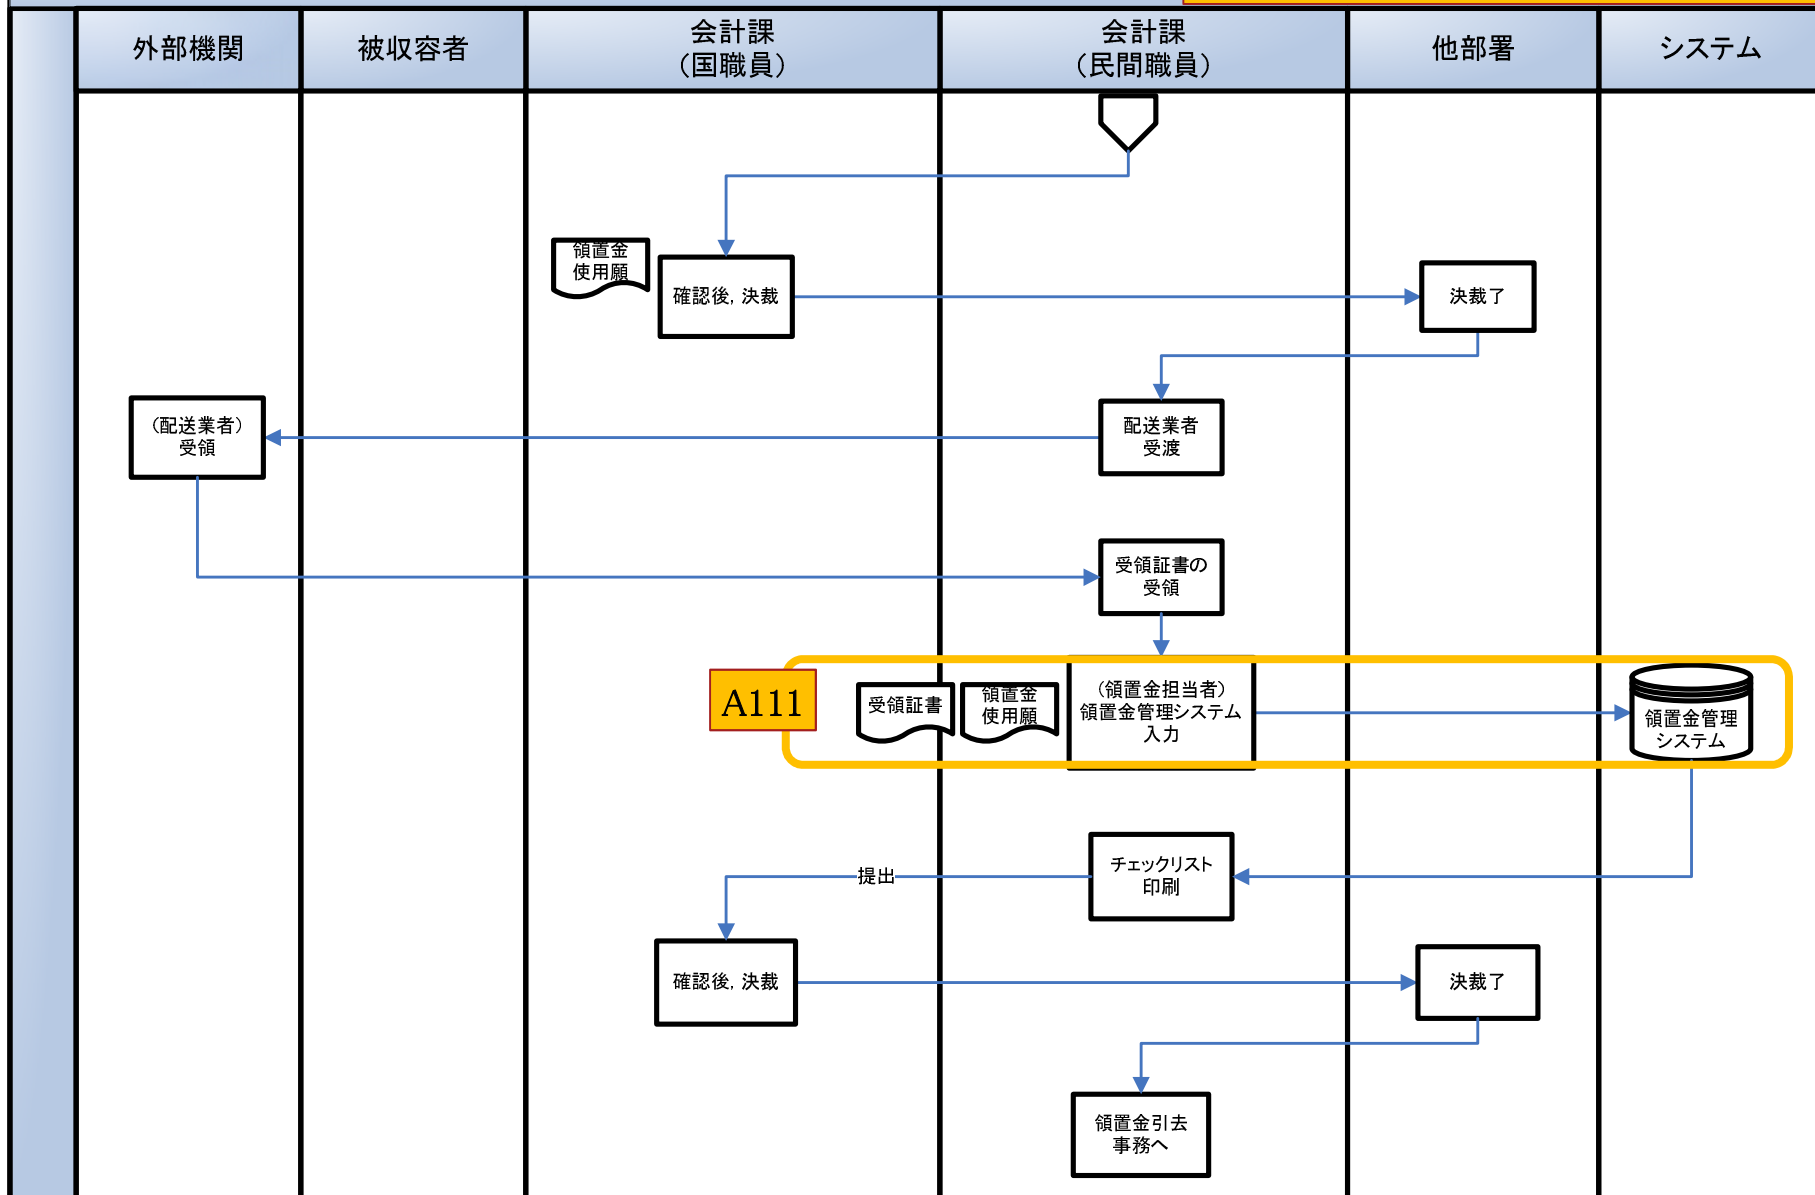 外部機関
被収容者
会計課
（国職員）
会計課
（民間職員）
他部署
システム
領置金
使用願
確認後，決裁
決裁了
（配送業者）
受領
配送業者
受渡
受領証書の
受領
A111
受領証書
領置金
使用願
（領置金担当者）
領置金管理システム
入力
領置金管理
システム
提出
チェックリスト
印刷
確認後，決裁
決裁了
領置金引去
事務へ